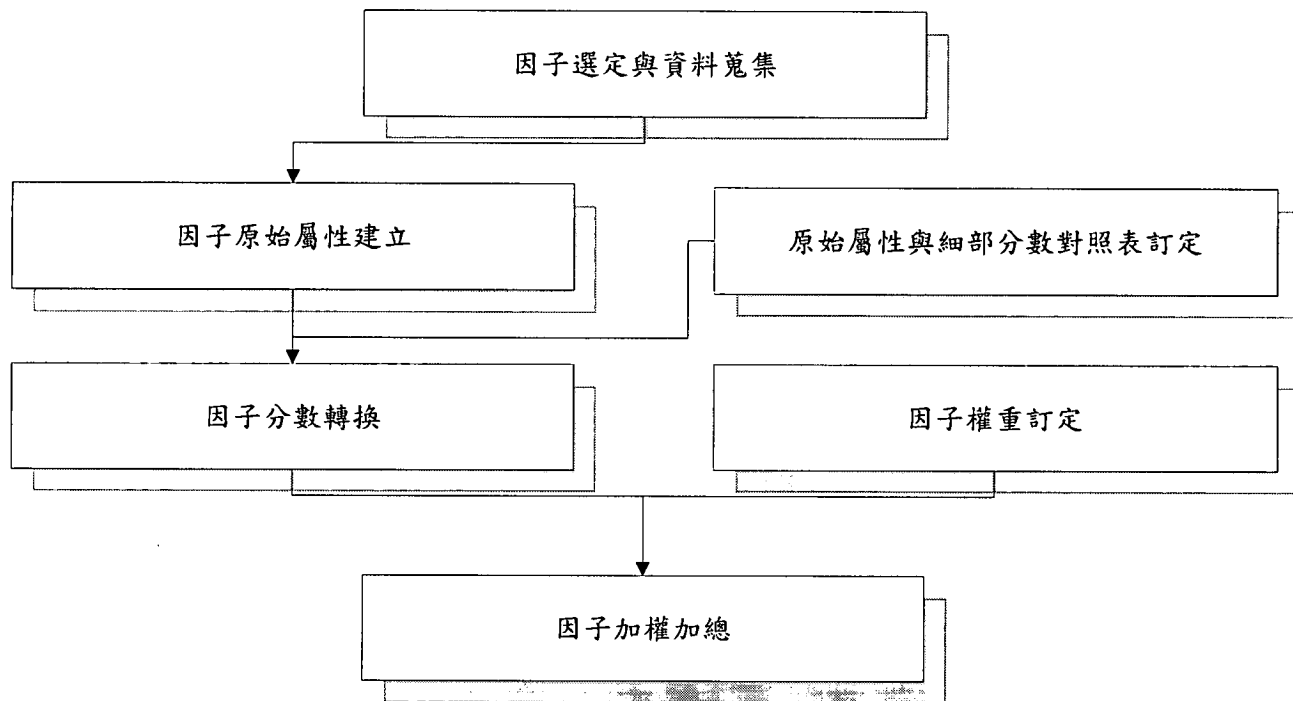 因子選定與資料蒐集
因子原始屬性建立
原始屬性與細部分數對照表訂定
因子分數轉換
因子權重訂定
因子加權加總